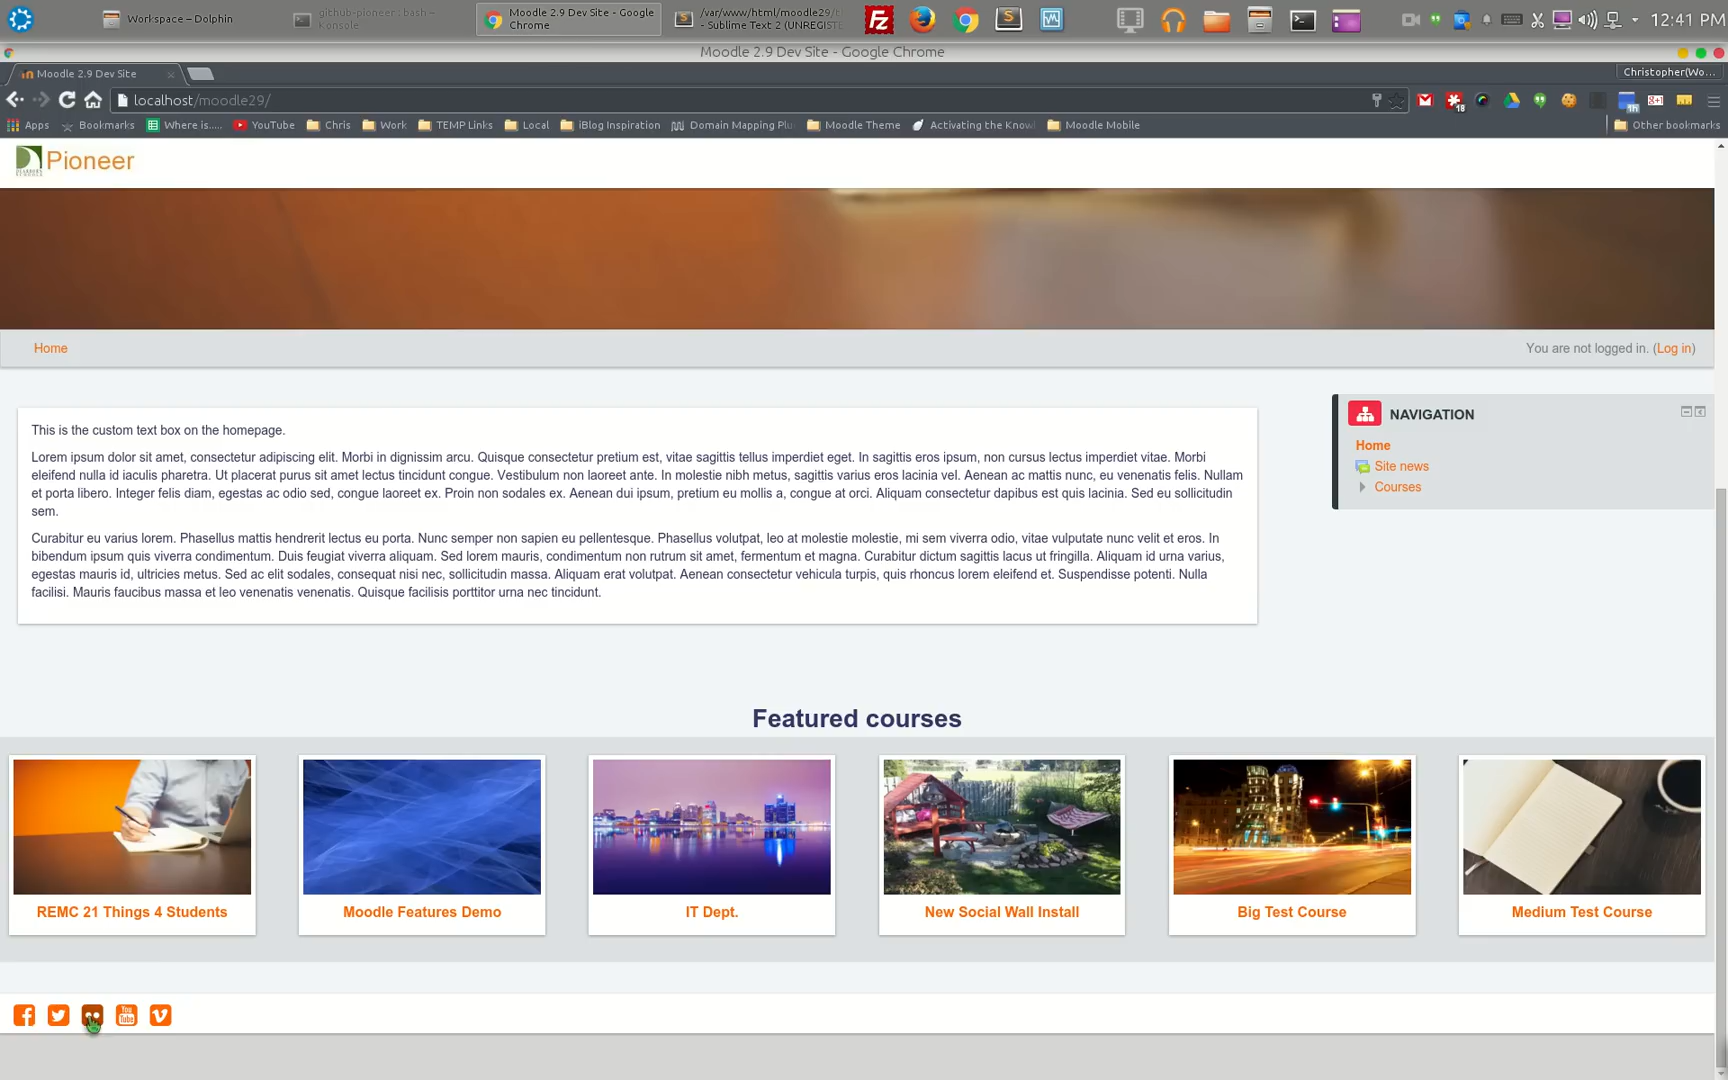 Workspace – Dolphin
github-pioneer : bash –
Konsole
Moodle 2.9 Dev Site - Google
Chrome
/var/www/html/moodle29/t
- Sublime Text 2 (UNREGISTE
12:41 PM
Moodle 2.9 Dev Site - Google Chrome
Moodle 2.9 Dev Site
Christopher(Wo...
localhost/moodle29/
18
1h
Apps
Bookmarks
Where is.....
YouTube
Chris
Work
TEMP Links
Local
iBlog Inspiration
Domain Mapping Plu
Moodle Theme
Activating the Know
Moodle Mobile
Other bookmarks
Pioneer
Home
You are not logged in. (Log in)
This is the custom text box on the homepage.
Lorem ipsum dolor sit amet, consectetur adipiscing elit. Morbi in dignissim arcu. Quisque consectetur pretium est, vitae sagittis tellus imperdiet eget. In sagittis eros ipsum, non cursus lectus imperdiet vitae. Morbi
eleifend nulla id iaculis pharetra. Ut placerat purus sit amet lectus tincidunt congue. Vestibulum non laoreet ante. In molestie nibh metus, sagittis varius eros lacinia vel. Aenean ac mattis nunc, eu venenatis felis. Nullam
et porta libero. Integer felis diam, egestas ac odio sed, congue laoreet ex. Proin non sodales ex. Aenean dui ipsum, pretium eu mollis a, congue at orci. Aliquam consectetur dapibus est quis lacinia. Sed eu sollicitudin
sem.
Curabitur eu varius lorem. Phasellus mattis hendrerit lectus eu porta. Nunc semper non sapien eu pellentesque. Phasellus volutpat, leo at molestie molestie, mi sem viverra odio, vitae vulputate nunc velit et eros. In
bibendum ipsum quis viverra condimentum. Duis feugiat viverra aliquam. Sed lorem mauris, condimentum non rutrum sit amet, fermentum et magna. Curabitur dictum sagittis lacus ut fringilla. Aliquam id urna varius,
egestas mauris id, ultricies metus. Sed ac elit sodales, consequat nisi nec, sollicitudin massa. Aliquam erat volutpat. Aenean consectetur vehicula turpis, quis rhoncus lorem eleifend et. Suspendisse potenti. Nulla
facilisi. Mauris faucibus massa et leo venenatis venenatis. Quisque facilisis porttitor urna nec tincidunt.
NAVIGATION
Home
Site news
Courses
Featured courses
REMC 21 Things 4 Students
Moodle Features Demo
IT Dept.
New Social Wall Install
Big Test Course
Medium Test Course
You
Tube